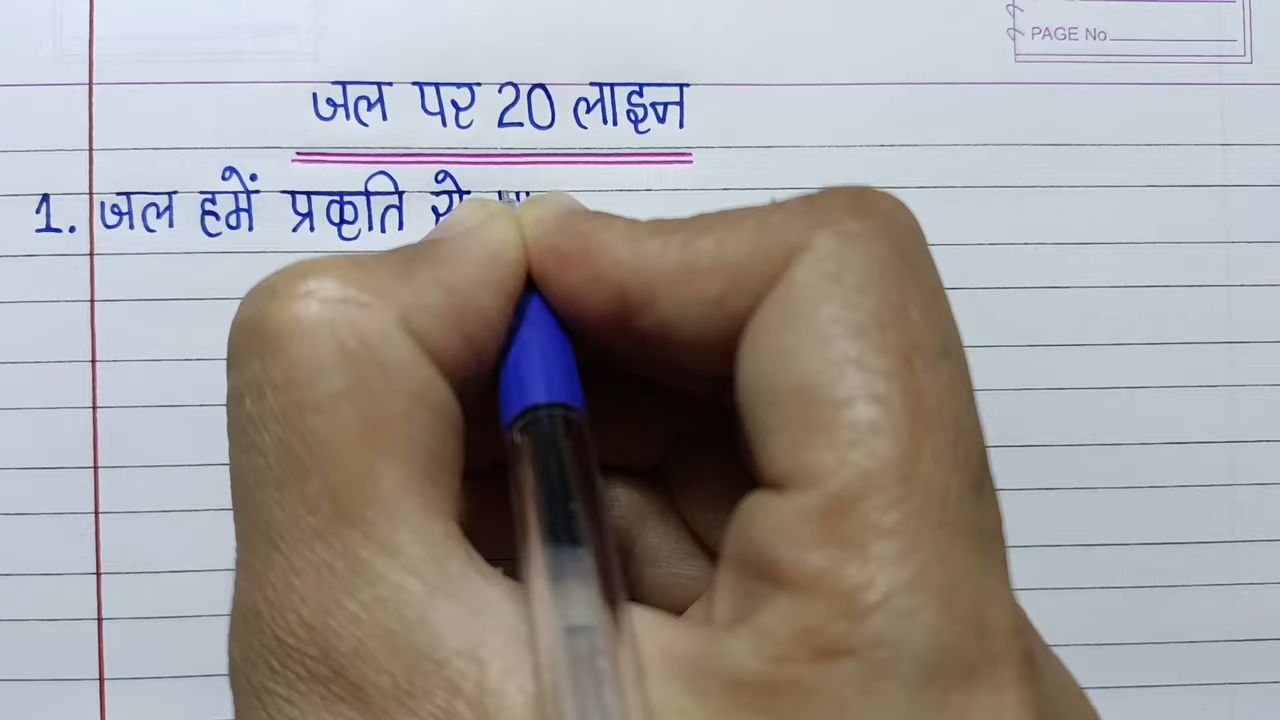 PAGE No
जल पर 20 लाइन
1. जल हमें प्रकृति से